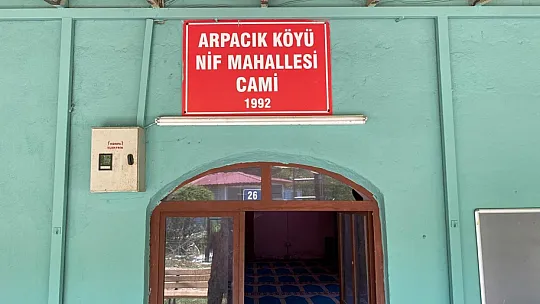 ARPACIK KÖYÜ
NİF MAHALLESİ
CAMİ
1992
26